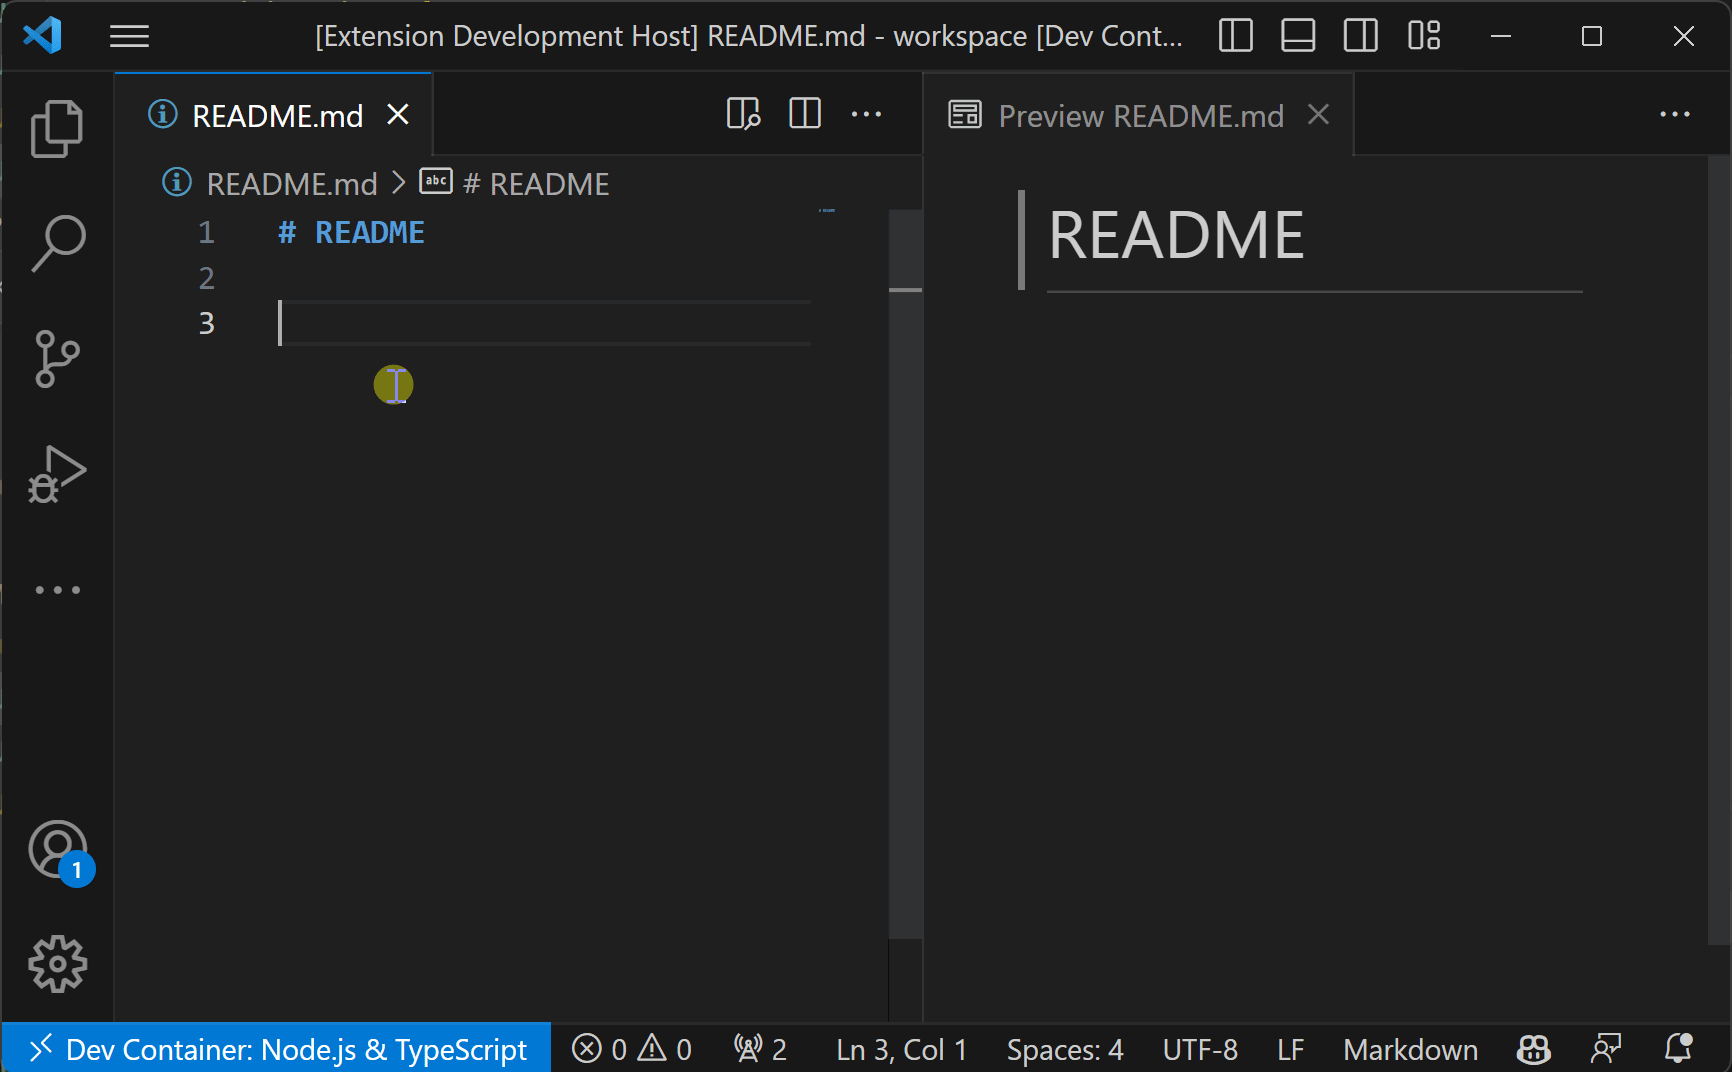 [Extension Development Host] README.md - workspace [Dev Cont...
README.md
Preview README.md
README.md > abc # README
1 # README
2
3
README
1
Dev Container: Node.js & TypeScript 0 0 2 Ln 3, Col 1 Spaces: 4 UTF-8 LF Markdown